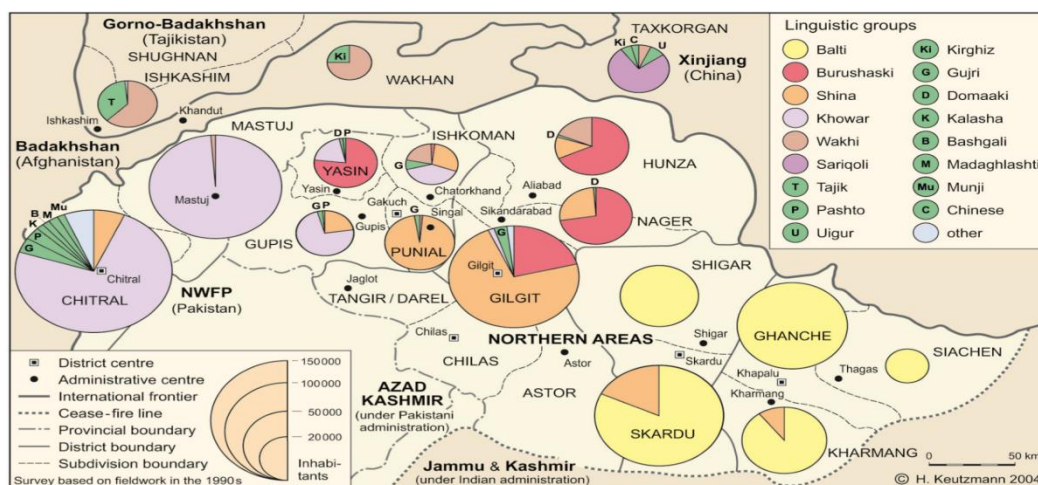 Gorno-Badakhshan
(Tajikistan)
SHUGHNAN
ISHKASHIM
T
Ishkashim
Khandut
Badakhshan
(Afghanistan)
Ki
WAKHAN
TAXKORGAN
Ki
C
U
Xinjiang
(China)
MASTUJ
Mastuj
D P
YASIN
Yasin
ISHKOMAN
G
Chatorkhand
D
HUNZA
Aliabad
D
NAGER
Sikandarabad
Gakuch
G P
Gupis
GUPIS
G
Singal
PUNIAL
Mu
M
B
K
P
G
Chitral
CHITRAL
NWFP
(Pakistan)
Jaglot
TANGIR / DAREL
G
Gilgit
GILGIT
SHIGAR
GHANCHE
SIACHEN
Chilas
CHILAS
NORTHERN AREAS
Astor
ASTOR
Shigar
Skardu
Khapalu
Thagas
Kharmang
SKARDU
KHARMANG
AZAD
KASHMIR
(under Pakistani
administration)
Jammu & Kashmir
(under Indian administration)
Linguistic groups
Balti
Burushaski
Shina
Khowar
Wakhi
Sariqoli
T Tajik
P Pashto
U Uigur
Ki Kirghiz
G Gujri
D Domaaki
K Kalasha
B Bashgali
M Madaghlashti
Mu Munji
C Chinese
other
District centre
Administrative centre
International frontier
Cease-fire line
Provincial boundary
District boundary
Subdivision boundary
Survey based on fieldwork in the 1990s
150000
100000
50000
20000
Inhabi-
tants
0 50 km
© H. Keutzmann 2004